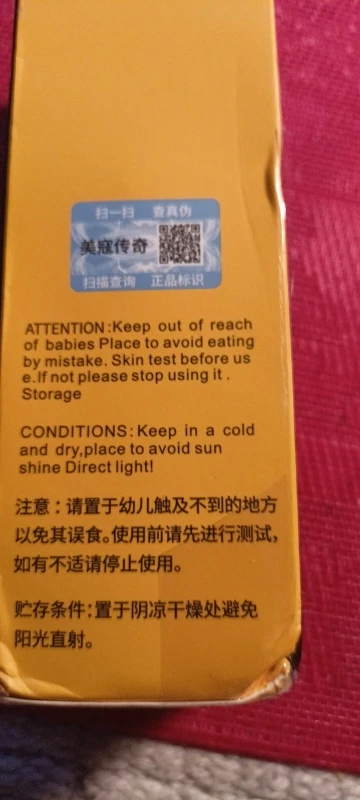 扫一扫 查真伪
美寇传奇
扫描查询 正品标识
ATTENTION:Keep out of reach
of babies Place to avoid eating
by mistake. Skin test before us
e.If not please stop using it .
Storage
CONDITIONS:Keep in a cold
and dry,place to avoid sun
shine Direct light!
注意：请置于幼儿触及不到的地方
以免其误食。使用前请先进行测试，
如有不适请停止使用。
贮存条件：置于阴凉干燥处避免
阳光直射。